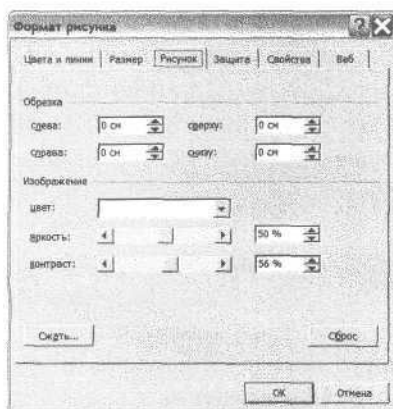 Формат рисунка
Цвета и линии Размер Рисунок Защита Свойства Веб
Обрезка
слева: 0 см сверху: 0 см
справа: 0 см снизу: 0 см
Изображение
цвет:
яркость: 50 %
контраст: 56 %
Сжать... Сброс
ОК Отмена